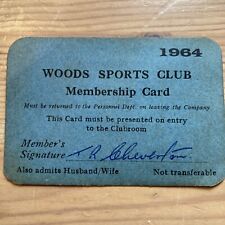 1964
WOODS SPORTS CLUB
Membership Card
Must be returned to the Personnel Dept. on leaving the Company
This Card must be presented on entry
to the Clubroom
Member's
Signature R Cheverton
Also admits Husband/Wife Not transferable